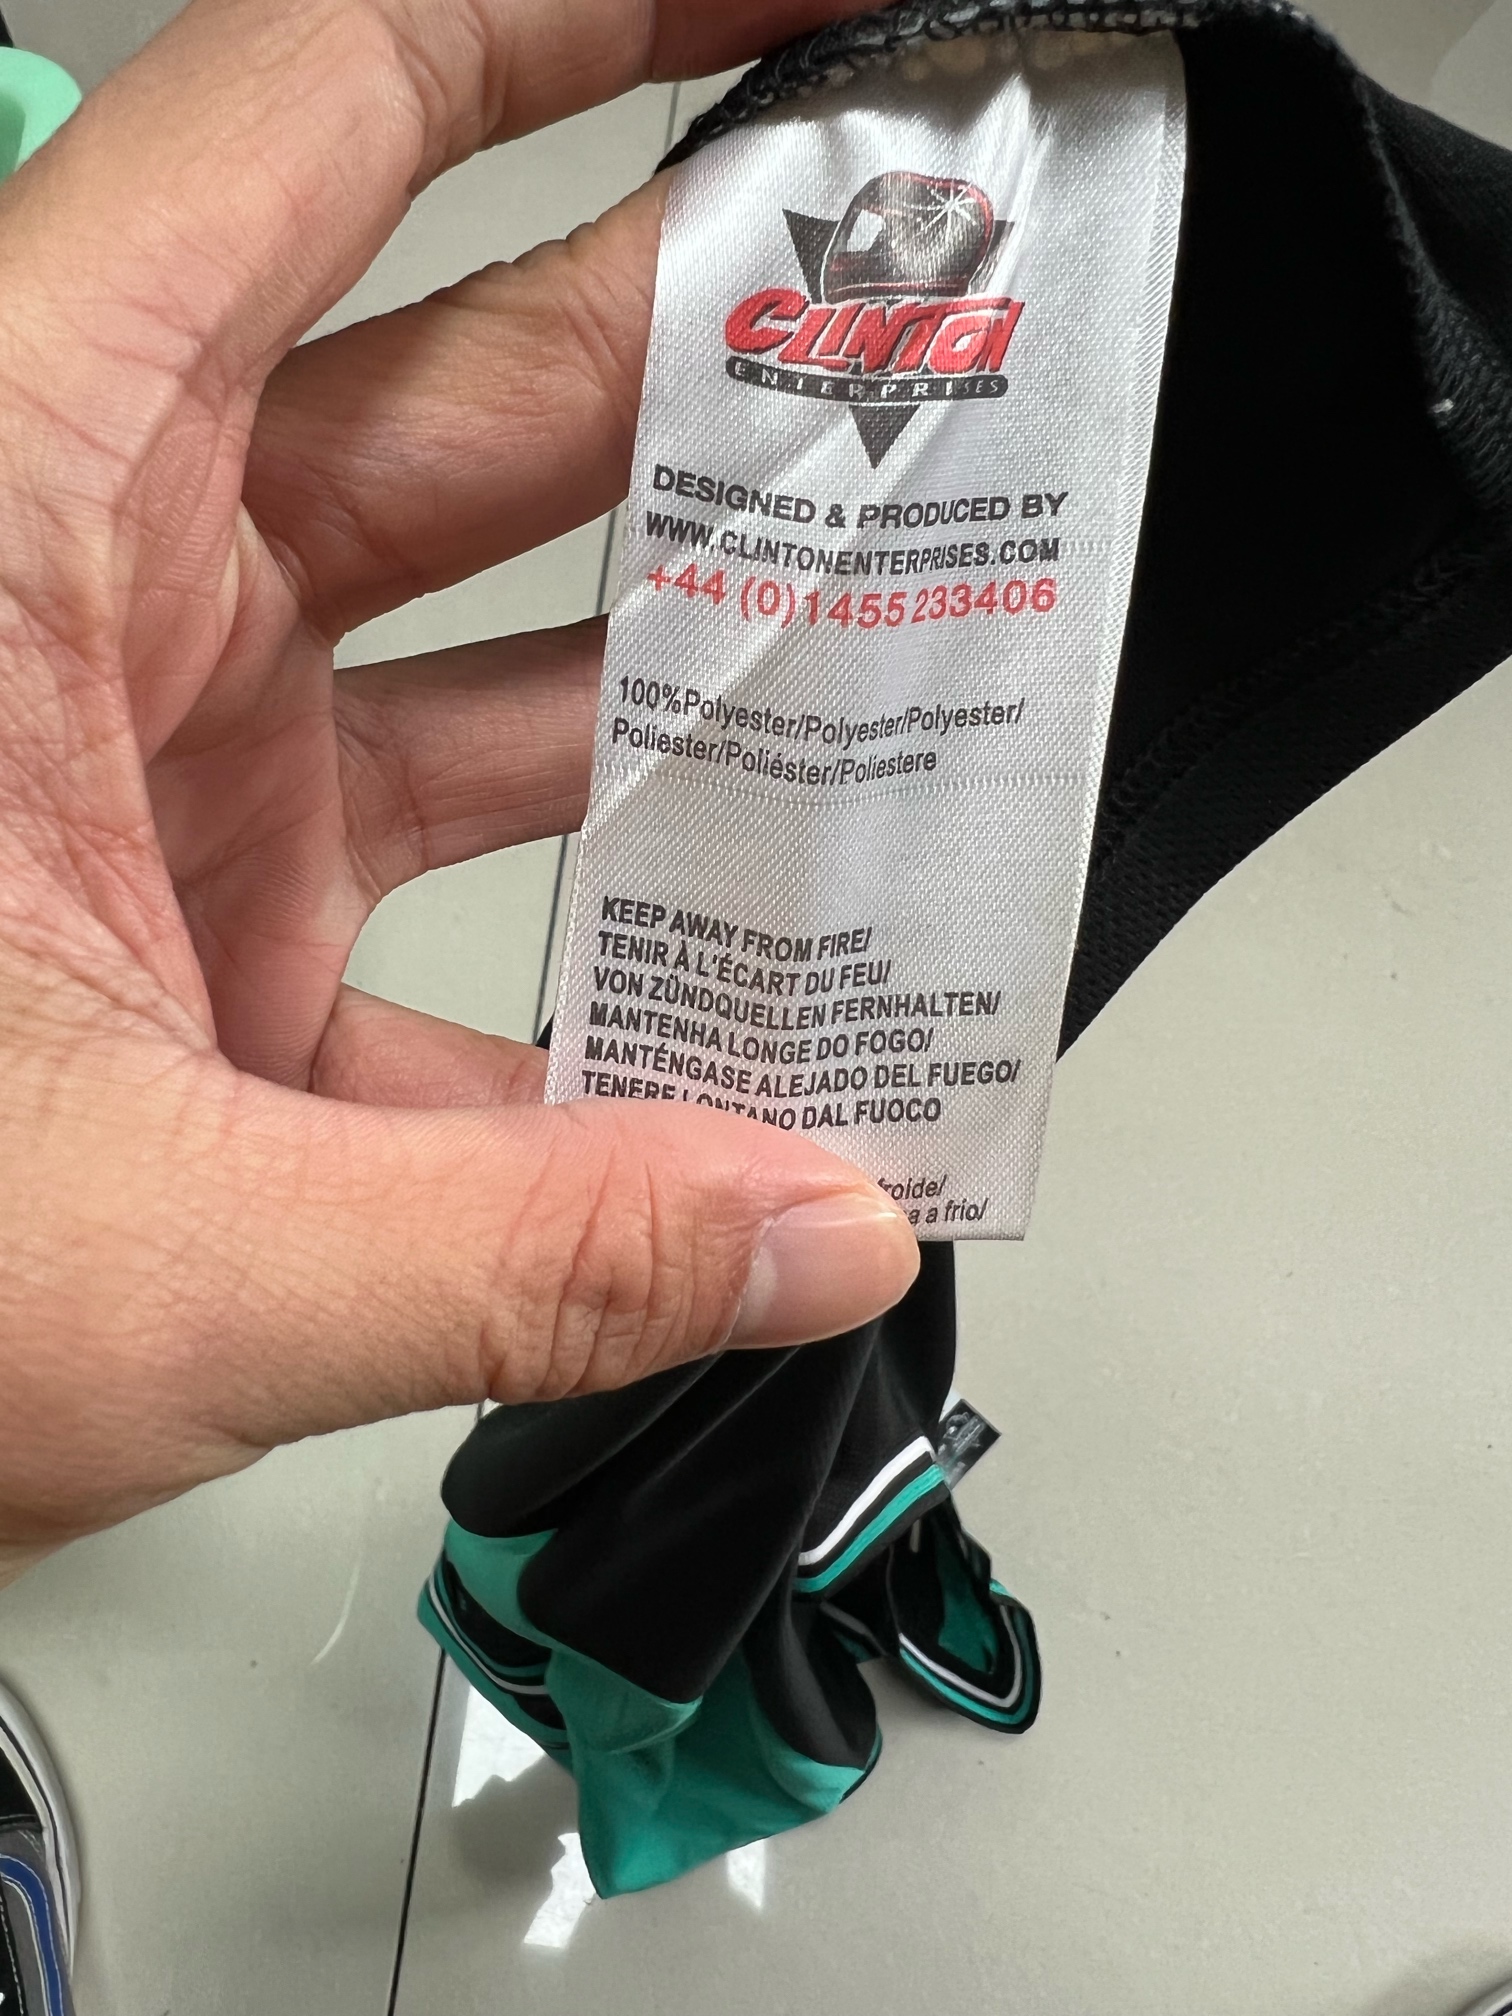 CLINTON
ENTERPRISES
DESIGNED & PRODUCED BY
WWW.CLINTONENTERPRISES.COM
+44 (0)1455 233406
100%Polyester/Polyester/Polyester/
Poliester/Poliéster/Poliestere
KEEP AWAY FROM FIRE/
TENIR À L'ÉCART DU FEU/
VON ZÜNDQUELLEN FERNHALTEN/
MANTENHA LONGE DO FOGO/
MANTÉNGASE ALEJADO DEL FUEGO/
TENERE LONTANO DAL FUOCO
froide/
a a frio/